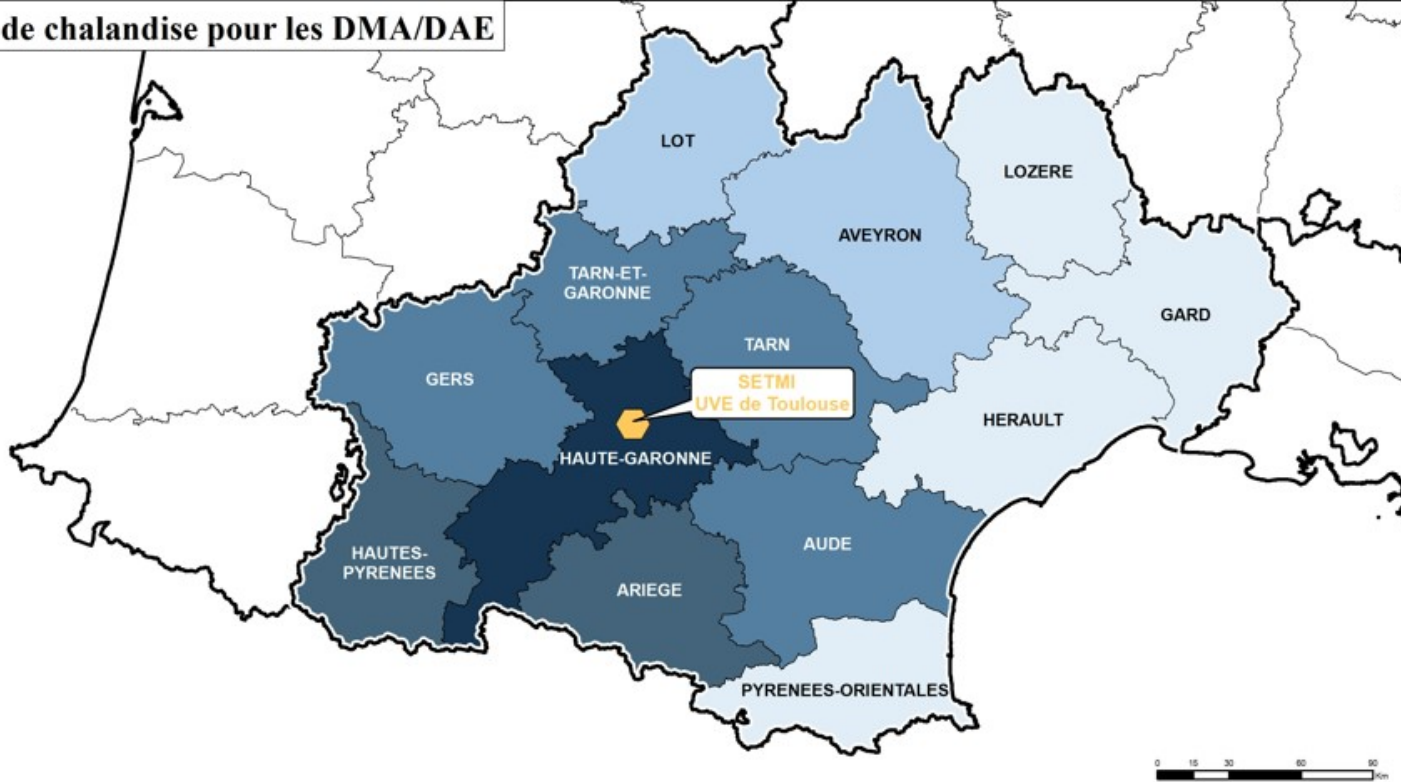 de chalandise pour les DMA/DAE
LOT
LOZERE
AVEYRON
TARN-ET-
GARONNE
GARD
TARN
GERS
SETMI
UVE de Toulouse
HERAULT
HAUTE-GARONNE
AUDE
HAUTES-
PYRENEES
ARIEGE
PYRENEES-ORIENTALES
0 15 30 60 90
Km